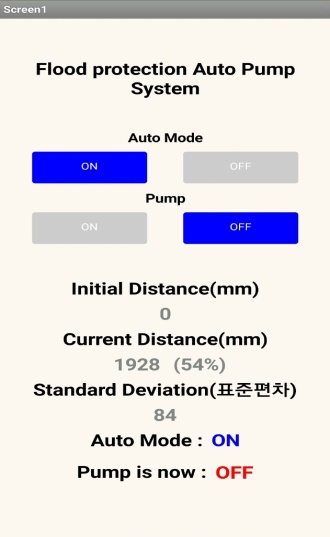 Screen1
Flood protection Auto Pump
System
Auto Mode
ON OFF
Pump
ON OFF
Initial Distance(mm)
0
Current Distance(mm)
1928 (54%)
Standard Deviation(표준편차)
84
Auto Mode : ON
Pump is now : OFF